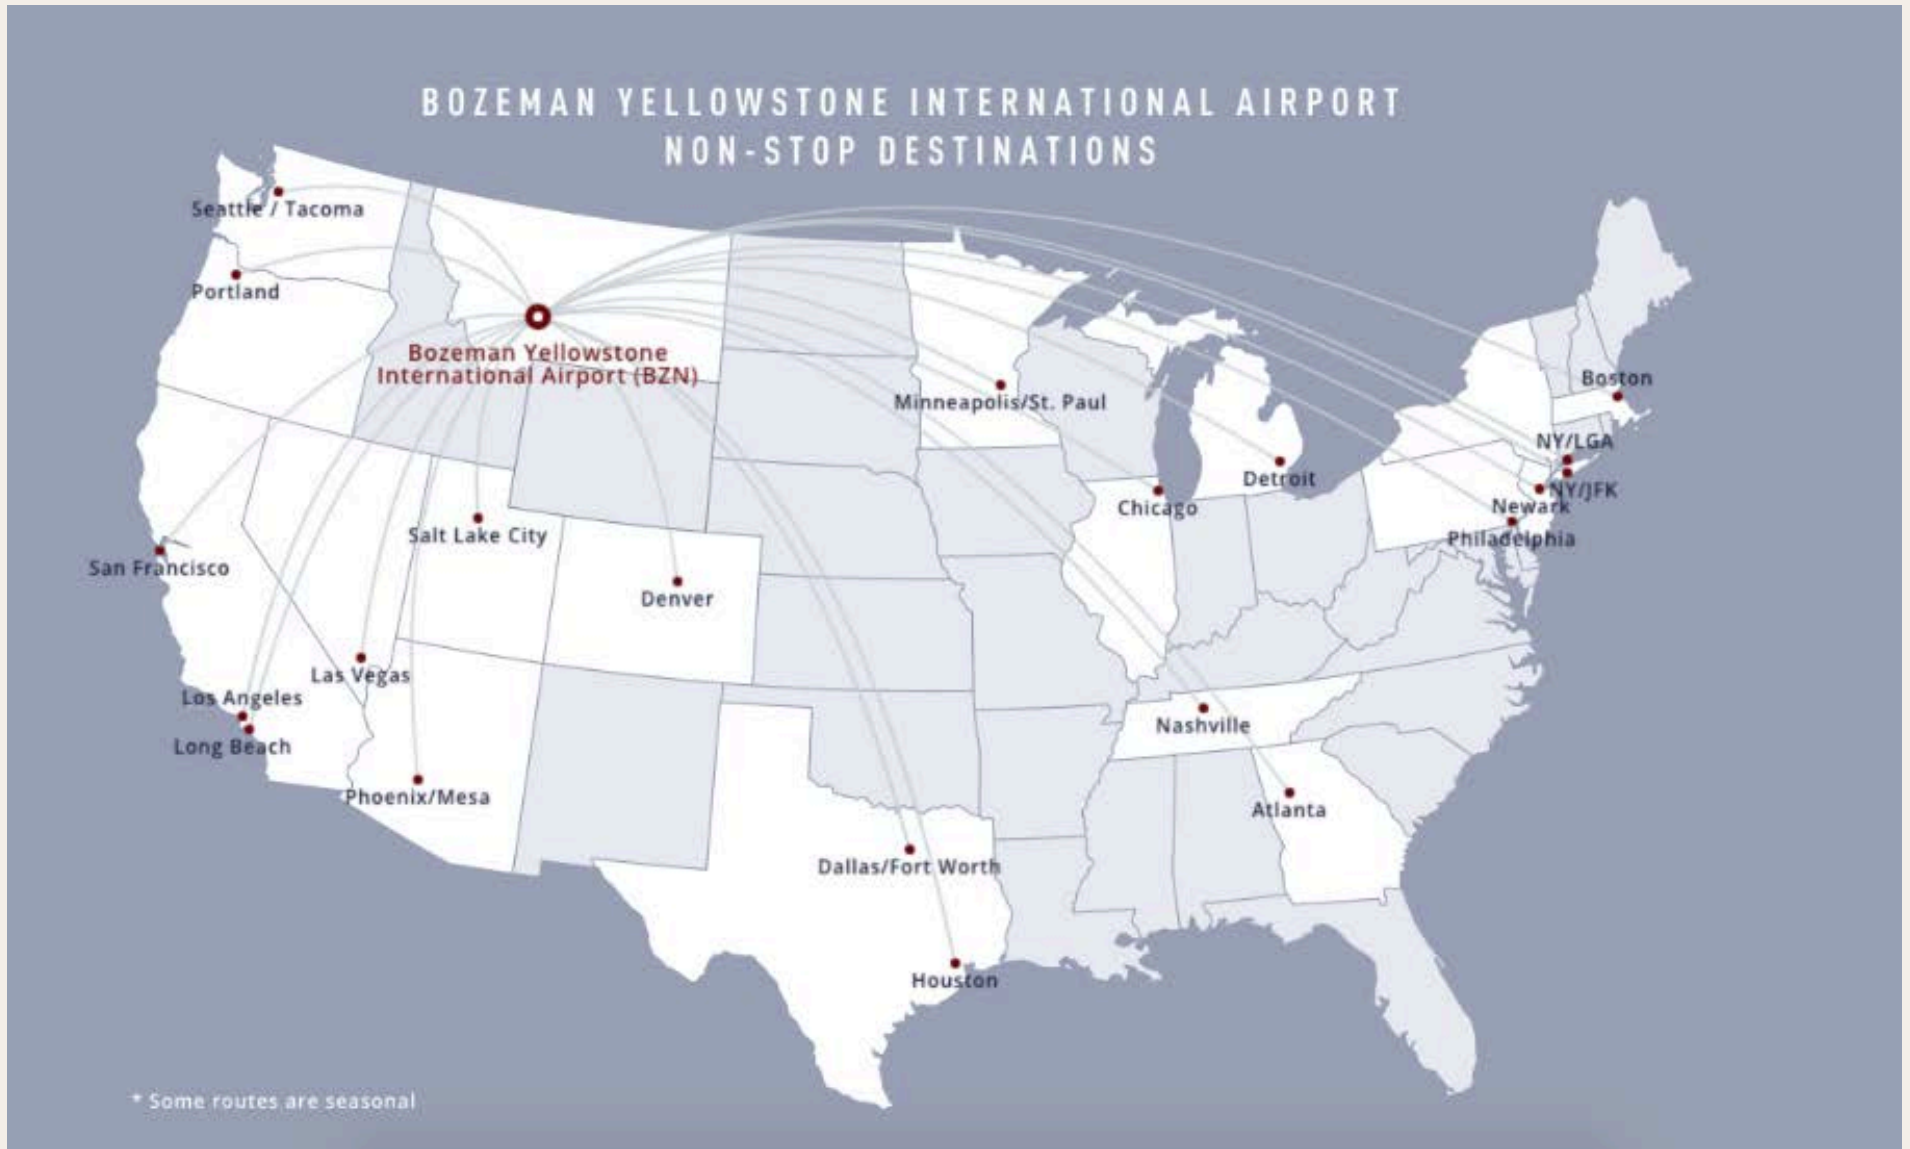 BOZEMAN YELLOWSTONE INTERNATIONAL AIRPORT
NON-STOP DESTINATIONS
Seattle / Tacoma
Portland
Bozeman Yellowstone
International Airport (BZN)
Minneapolis/St. Paul
Boston
NY/LGA
Detroit
NY/JFK
Chicago
Newark
Salt Lake City
Philadelphia
San Francisco
Denver
Las Vegas
Los Angeles
Nashville
Long Beach
Phoenix/Mesa
Atlanta
Dallas/Fort Worth
Houston
* Some routes are seasonal